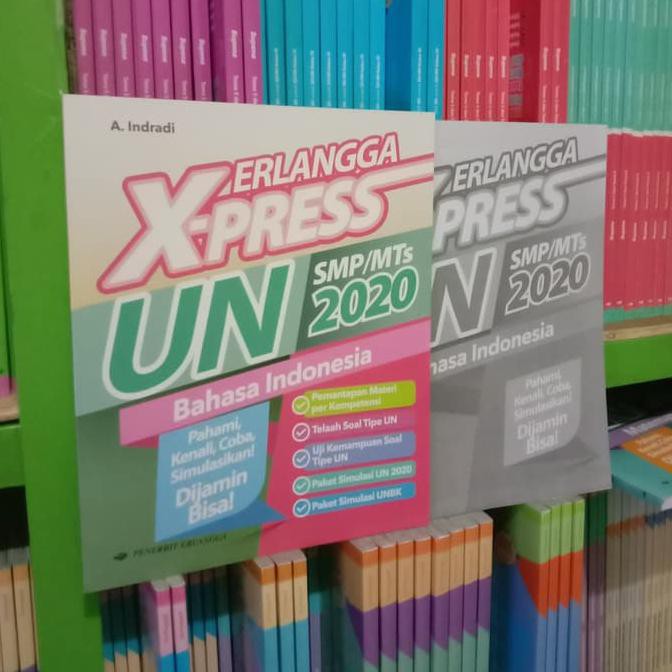 A. Indradi
ERLANGGA
X-PRESS
UN
SMP/MTs
2020
Bahasa Indonesia
Pahami,
Kenali, Coba,
Simulasikan!
Dijamin
Bisa!
Pemantapan Materi
per Kompetensi
Telaah Soal Tipe UN
Uji Kemampuan Soal
Tipe UN
Paket Simulasi UN 2020
Paket Simulasi UNBK
PENERBIT ERLANGGA
ERLANGGA
PRESS
N
SMP/MTs
2020
hasa Indonesia
Pahami,
Kenali, Coba,
Simulasikan!
Dijamin
Bisa!